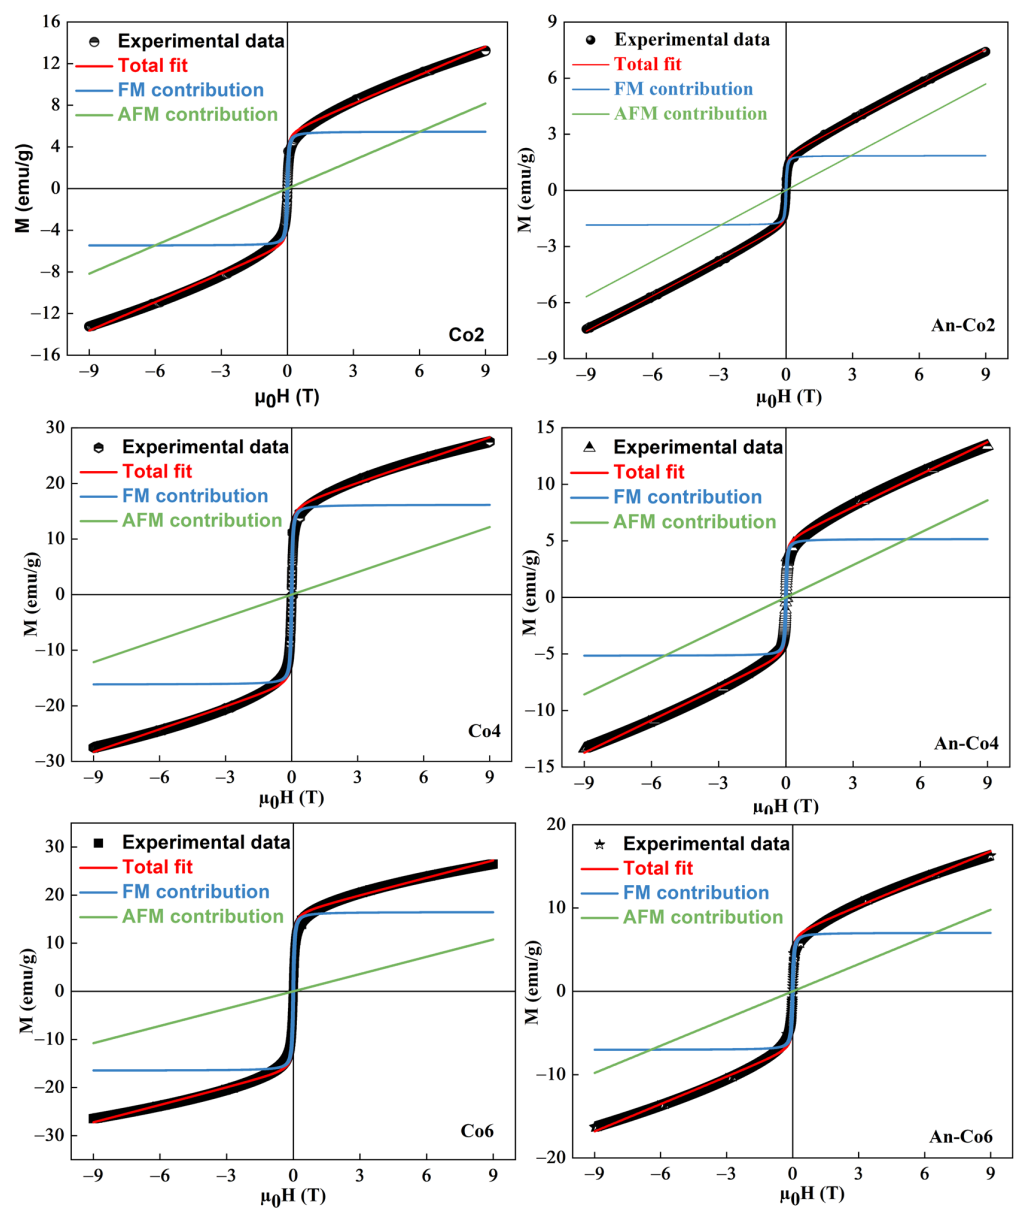 16
12
8
4
0
−4
−8
−12
−16
M (emu/g)
Experimental data
Total fit
FM contribution
AFM contribution
Co2
−9 −6 −3 0 3 6 9
µ0H (T)
9
6
3
0
−3
−6
−9
M (emu/g)
Experimental data
Total fit
FM contribution
AFM contribution
An-Co2
−9 −6 −3 0 3 6 9
µ0H (T)
30
20
10
0
−10
−20
−30
M (emu/g)
Experimental data
Total fit
FM contribution
AFM contribution
Co4
−9 −6 −3 0 3 6 9
µ0H (T)
15
10
5
0
−5
−10
−15
M (emu/g)
Experimental data
Total fit
FM contribution
AFM contribution
An-Co4
−9 −6 −3 0 3 6 9
µ0H (T)
30
20
10
0
−10
−20
−30
M (emu/g)
Experimental data
Total fit
FM contribution
AFM contribution
Co6
−9 −6 −3 0 3 6 9
µ0H (T)
20
10
0
−10
−20
M (emu/g)
Experimental data
Total fit
FM contribution
AFM contribution
An-Co6
−9 −6 −3 0 3 6 9
µ0H (T)